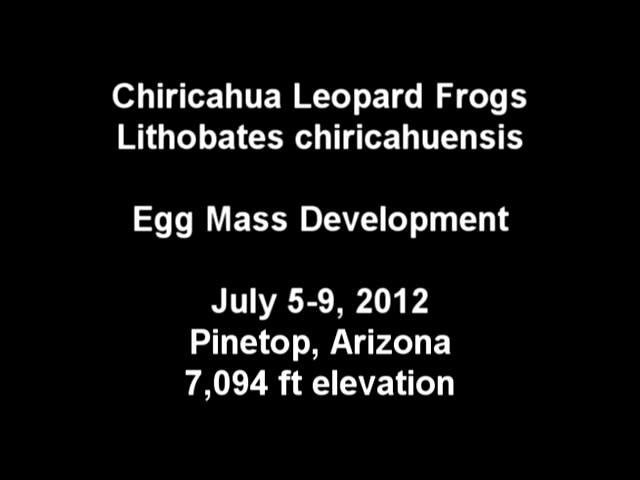 Chiricahua Leopard Frogs
Lithobates chiricahuensis
Egg Mass Development
July 5-9, 2012
Pinetop, Arizona
7,094 ft elevation